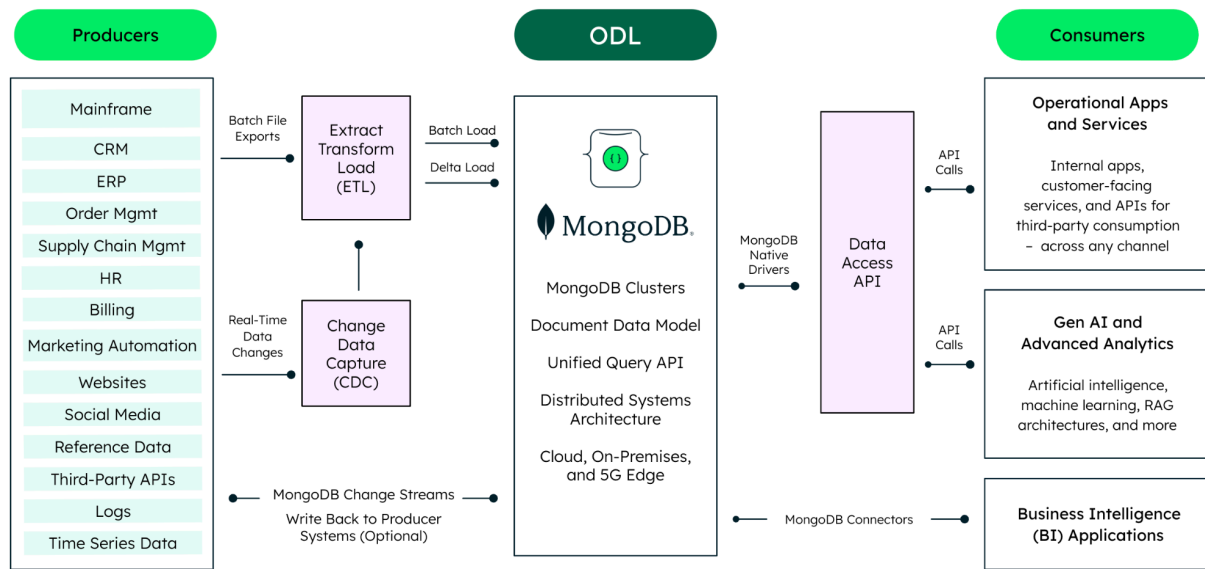 Producers
ODL
Consumers
Mainframe
CRM
ERP
Order Mgmt
Supply Chain Mgmt
HR
Billing
Marketing Automation
Websites
Social Media
Reference Data
Third-Party APIs
Logs
Time Series Data
Batch File
Exports
Real-Time
Data
Changes
Extract
Transform
Load
(ETL)
Change
Data
Capture
(CDC)
Batch Load
Delta Load
MongoDB Change Streams
Write Back to Producer
Systems (Optional)
{ }
MongoDB®
MongoDB Clusters
Document Data Model
Unified Query API
Distributed Systems
Architecture
Cloud, On-Premises,
and 5G Edge
MongoDB
Native
Drivers
Data
Access
API
API
Calls
API
Calls
MongoDB Connectors
Operational Apps
and Services
Internal apps,
customer-facing
services, and APIs for
third-party consumption
– across any channel
Gen AI and
Advanced Analytics
Artificial intelligence,
machine learning, RAG
architectures, and more
Business Intelligence
(BI) Applications